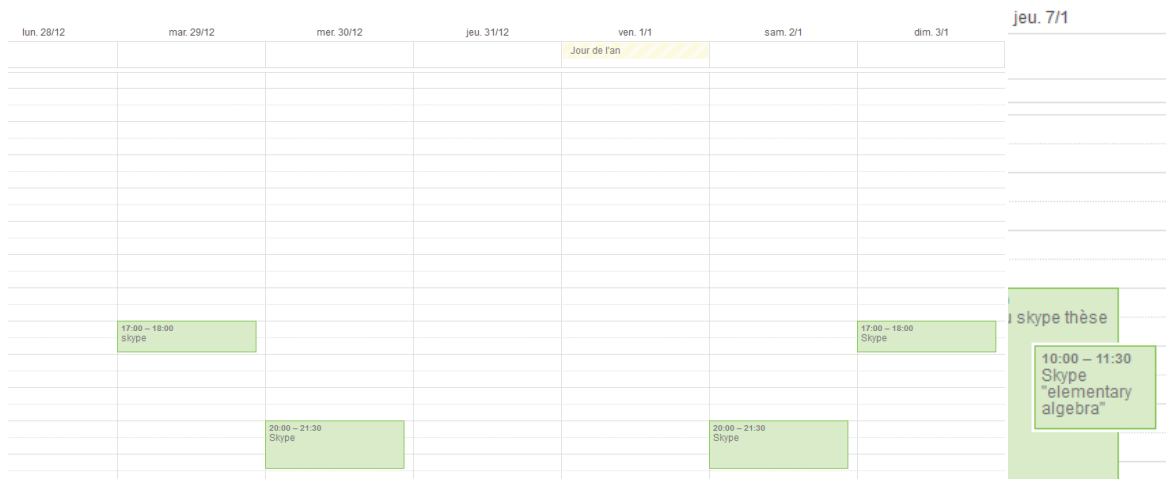 lun. 28/12
mar. 29/12
mer. 30/12
jeu. 31/12
ven. 1/1
sam. 2/1
dim. 3/1
Jour de l'an
17:00 – 18:00
skype
20:00 – 21:30
Skype
20:00 – 21:30
Skype
17:00 – 18:00
Skype
jeu. 7/1
skype thèse
10:00 – 11:30
Skype
"elementary
algebra"